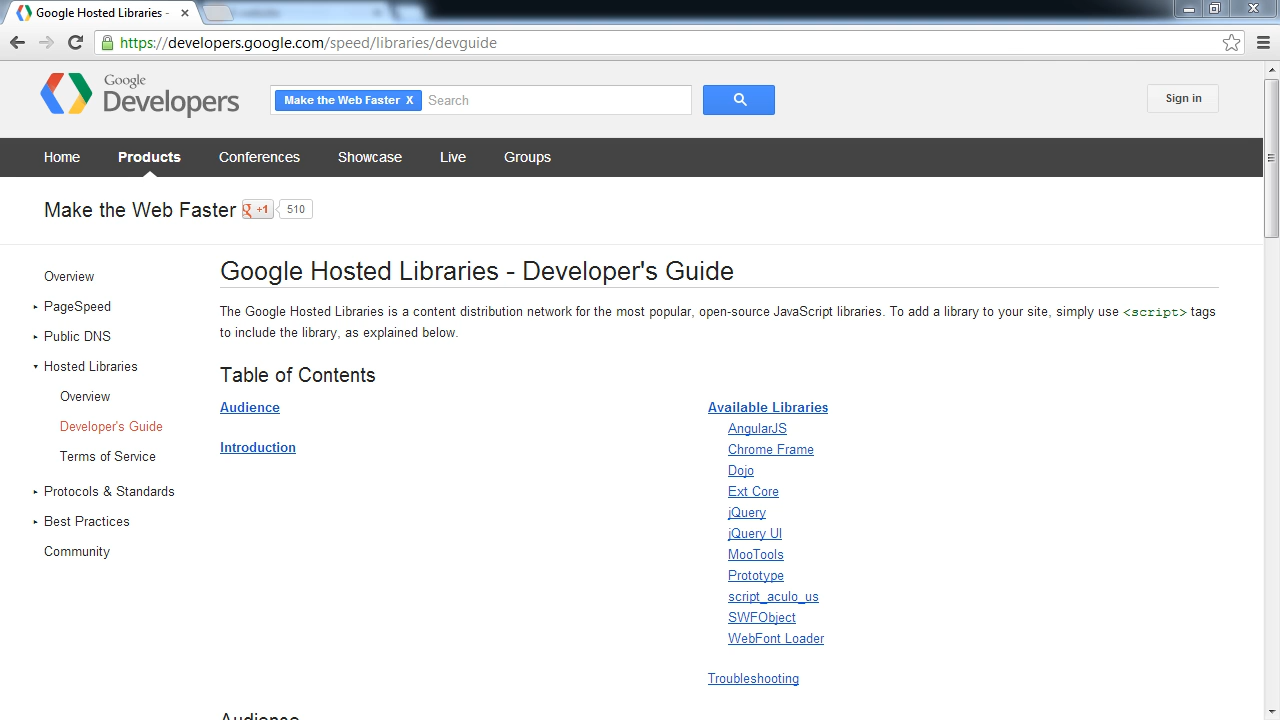 Google Hosted Libraries -
https://developers.google.com/speed/libraries/devguide
Google
Developers
Make the Web Faster X Search
Sign in
Home Products Conferences Showcase Live Groups
Make the Web Faster +1 510
Overview
PageSpeed
Public DNS
Hosted Libraries
Overview
Developer's Guide
Terms of Service
Protocols & Standards
Best Practices
Community
Google Hosted Libraries - Developer's Guide
The Google Hosted Libraries is a content distribution network for the most popular, open-source JavaScript libraries. To add a library to your site, simply use <script> tags
to include the library, as explained below.
Table of Contents
Audience
Introduction
Available Libraries
AngularJS
Chrome Frame
Dojo
Ext Core
jQuery
jQuery UI
MooTools
Prototype
script_aculo_us
SWFObject
WebFont Loader
Troubleshooting
Audience